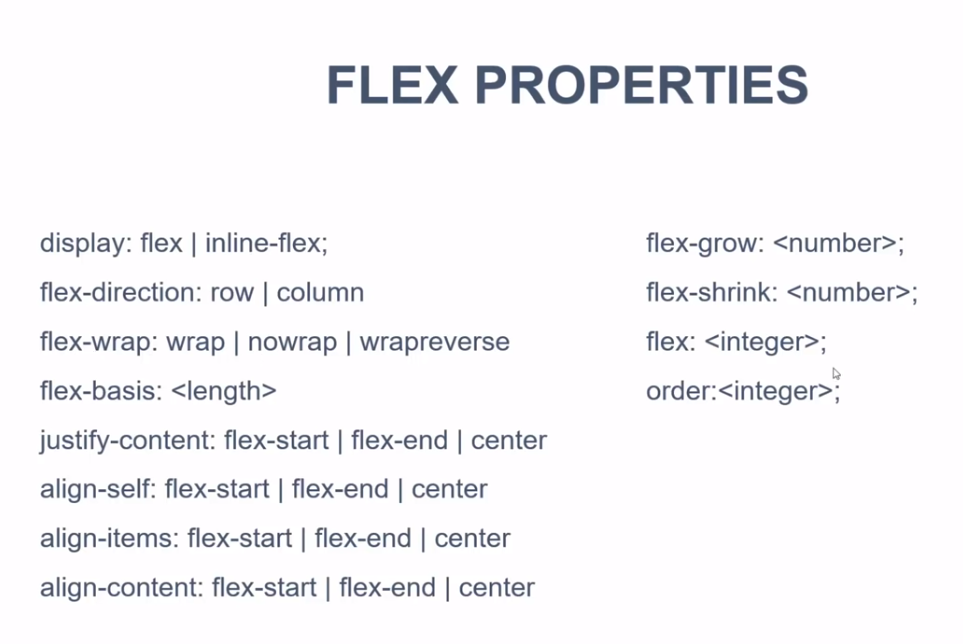 FLEX PROPERTIES
display: flex | inline-flex;
flex-direction: row | column
flex-wrap: wrap | nowrap | wrapreverse
flex-basis: <length>
justify-content: flex-start | flex-end | center
align-self: flex-start | flex-end | center
align-items: flex-start | flex-end | center
align-content: flex-start | flex-end | center
flex-grow: <number>;
flex-shrink: <number>;
flex: <integer>;
order:<integer>;